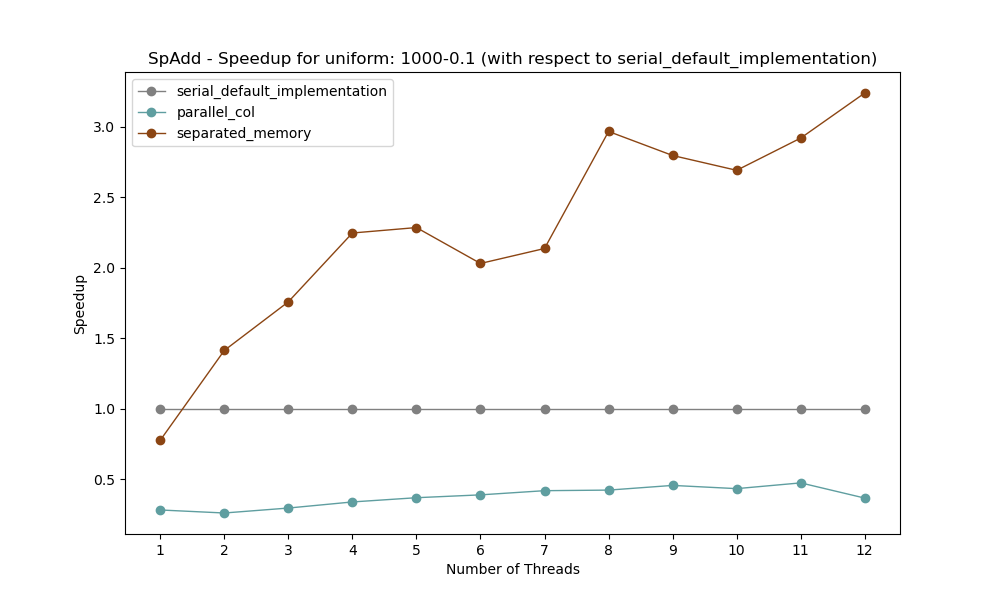 SpAdd - Speedup for uniform: 1000-0.1 (with respect to serial_default_implementation)
serial_default_implementation
parallel_col
separated_memory
3.0
2.5
2.0
1.5
1.0
0.5
Speedup
1 2 3 4 5 6 7 8 9 10 11 12
Number of Threads